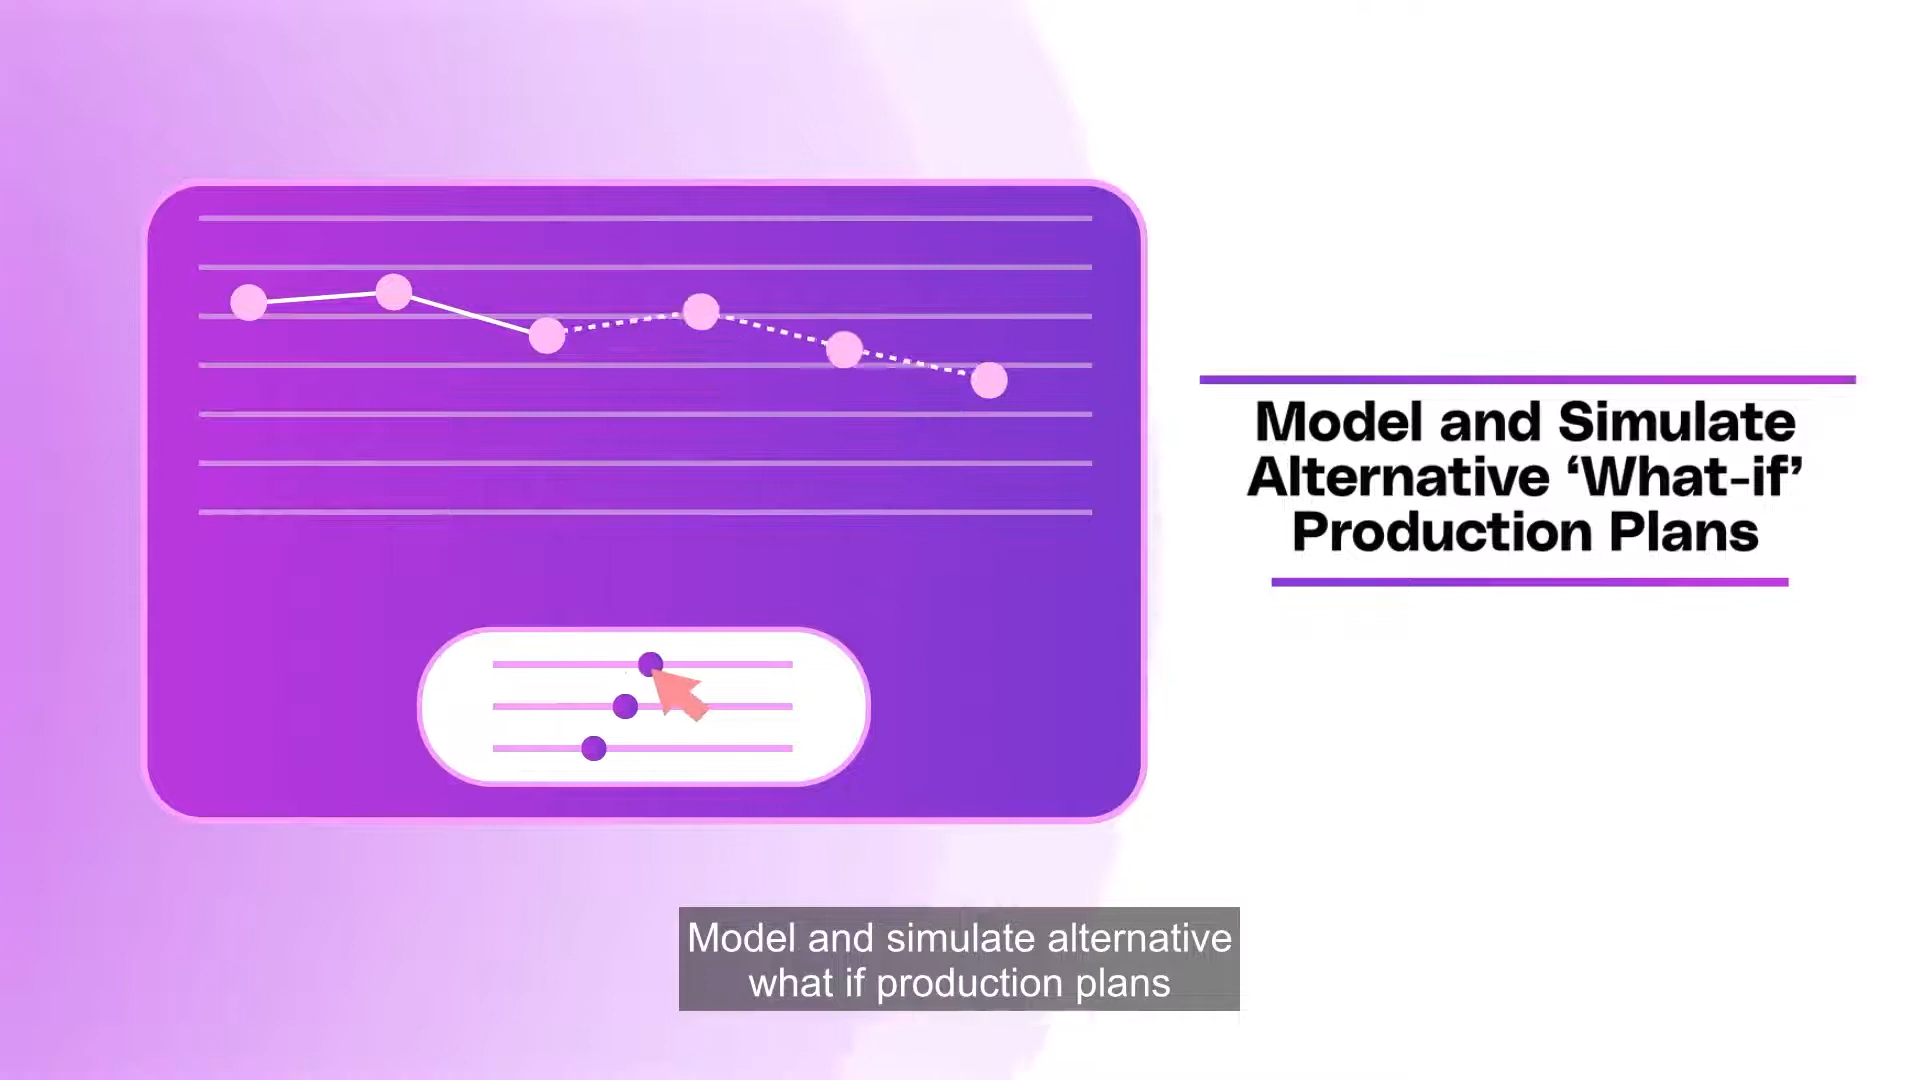 Model and Simulate
Alternative ‘What-if’
Production Plans
Model and simulate alternative
what if production plans